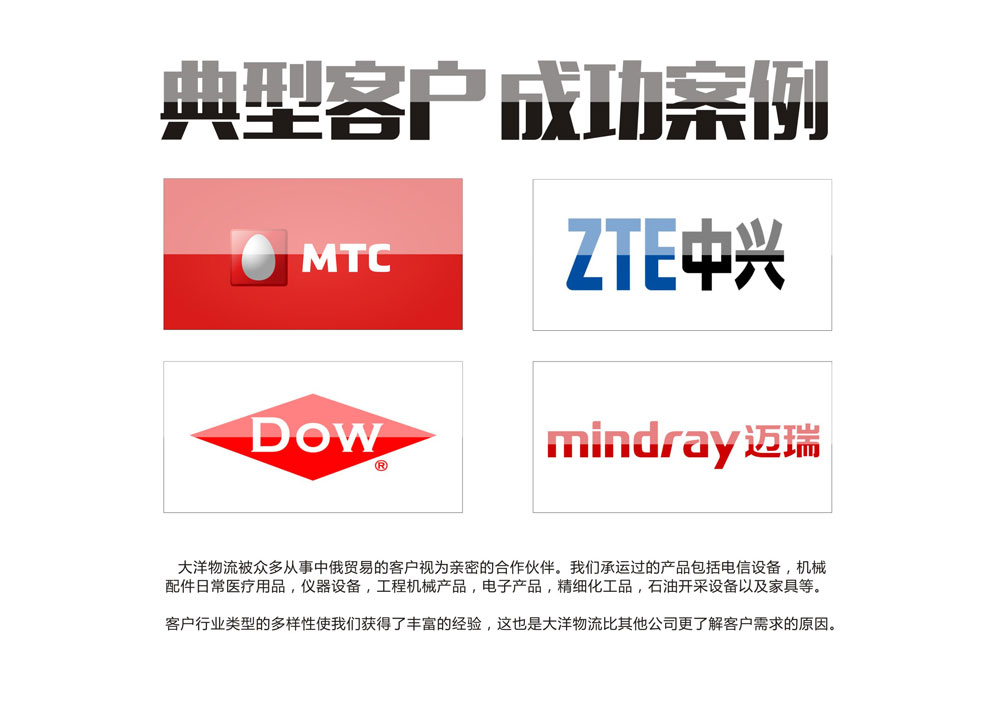 典型客户 成功案例
МТС
ZTE中兴
DOW
®
mindray迈瑞
大洋物流被众多从事中俄贸易的客户视为亲密的合作伙伴。我们承运过的产品包括电信设备，机械
配件日常医疗用品，仪器设备，工程机械产品，电子产品，精细化工品，石油开采设备以及家具等。
客户行业类型的多样性使我们获得了丰富的经验，这也是大洋物流比其他公司更了解客户需求的原因。